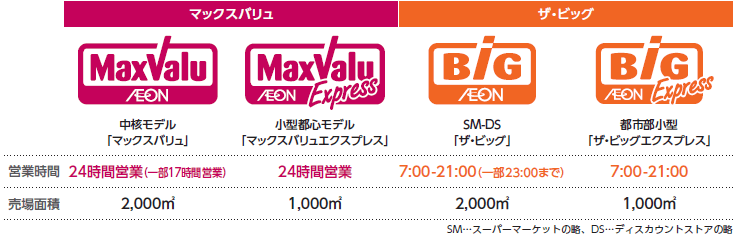 マックスバリュ
ザ・ビッグ
MaxValu
ÆON
MaxValu
ÆON Express
BiG
ÆON
BiG
ÆON Express
中核モデル
「マックスバリュ」
小型都心モデル
「マックスバリュエクスプレス」
SM-DS
「ザ・ビッグ」
都市部小型
「ザ・ビッグエクスプレス」
営業時間 24時間営業(一部17時間営業) 24時間営業 7:00-21:00(一部23:00まで) 7:00-21:00
売場面積 2,000㎡ 1,000㎡ 2,000㎡ 1,000㎡
SM…スーパーマーケットの略、DS…ディスカウントストアの略